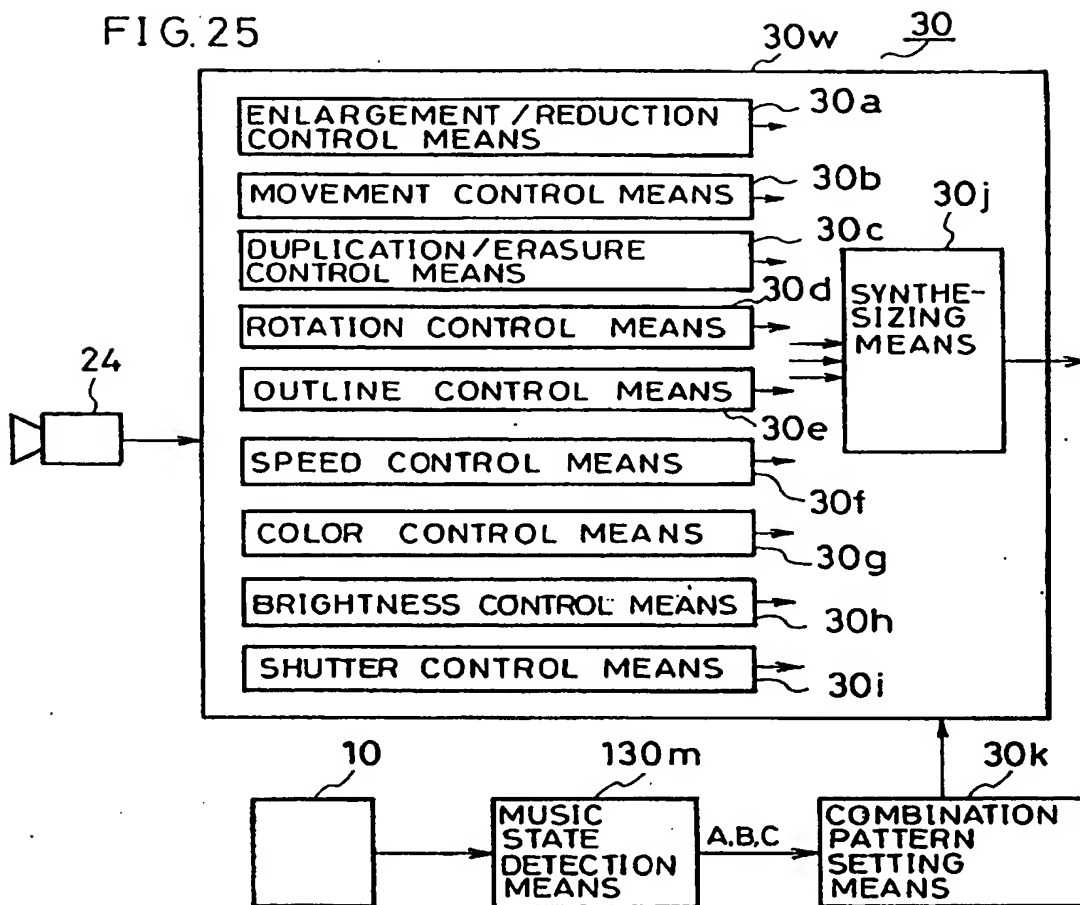 FIG. 25
30w
30
ENLARGEMENT/REDUCTION
CONTROL MEANS
30a
MOVEMENT CONTROL MEANS
30b
DUPLICATION/ERASURE
CONTROL MEANS
30c
30j
ROTATION CONTROL MEANS
30d
SYNTHE-
SIZING
MEANS
24
OUTLINE CONTROL MEANS
30e
SPEED CONTROL MEANS
30f
COLOR CONTROL MEANS
30g
BRIGHTNESS CONTROL MEANS
30h
SHUTTER CONTROL MEANS
30i
10
130m
30k
MUSIC
STATE
DETECTION
MEANS
A,B,C
COMBINATION
PATTERN
SETTING
MEANS